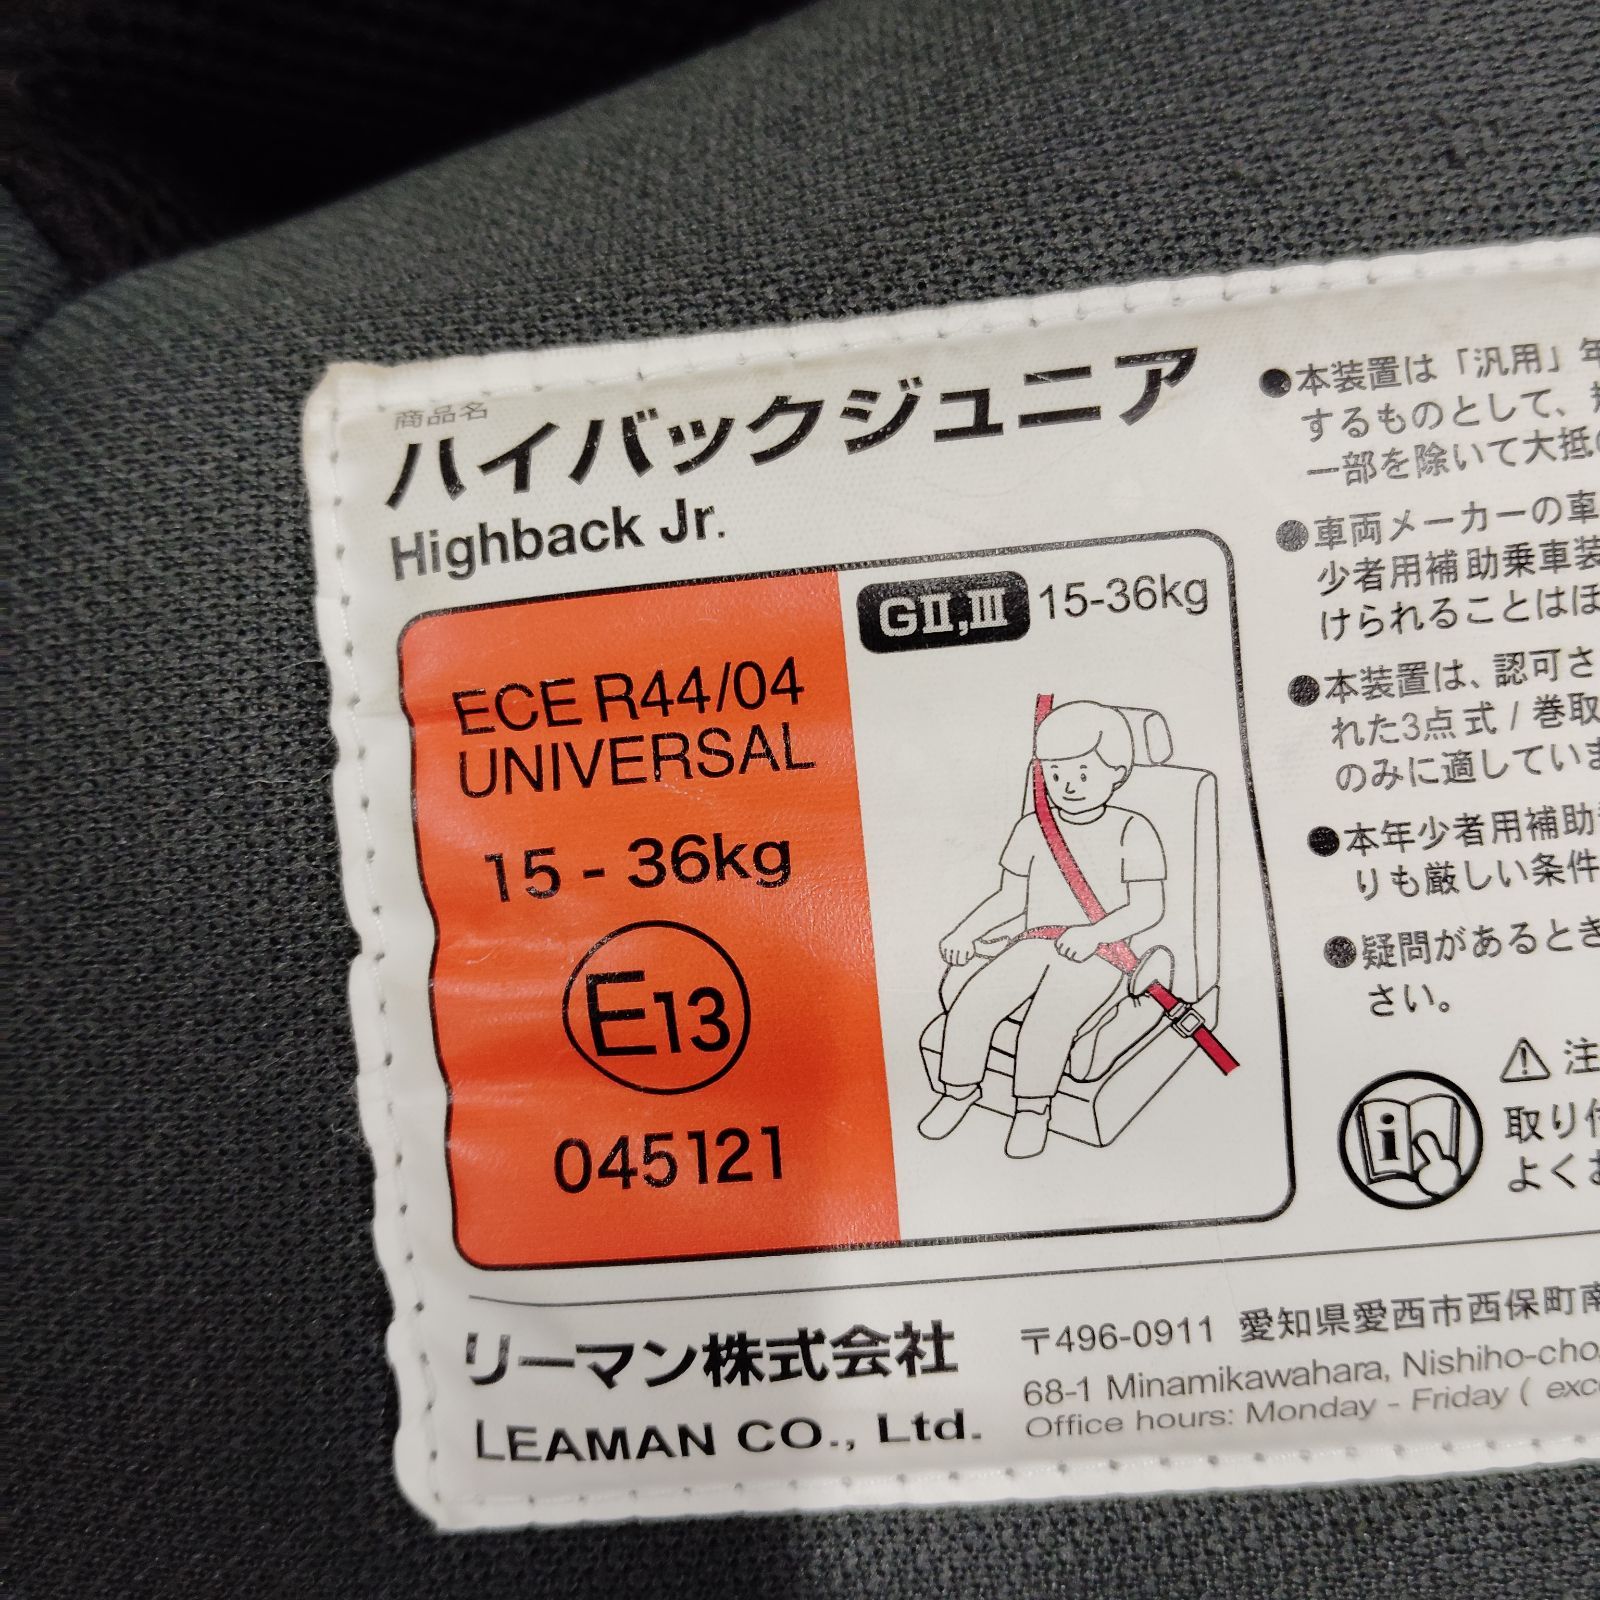 商品名
ハイバックジュニア
Highback Jr.
ECE R44/04
UNIVERSAL
15 - 36kg
E13
045121
GⅡ,Ⅲ 15-36kg
●本装置は「汎用」年
するものとして、
一部を除いて大抵の
●車両メーカーの車
少者用補助乗車装
けられることはほ
●本装置は、認可さ
れた3点式 / 巻取
のみに適していま
●本年少者用補助
りも厳しい条件
●疑問があるとき
さい。
⚠ 注
i
取り付
よくお
リーマン株式会社
LEAMAN CO., Ltd.
〒496-0911 愛知県愛西市西保町南
68-1 Minamikawahara, Nishiho-cho,
Office hours: Monday - Friday ( exc